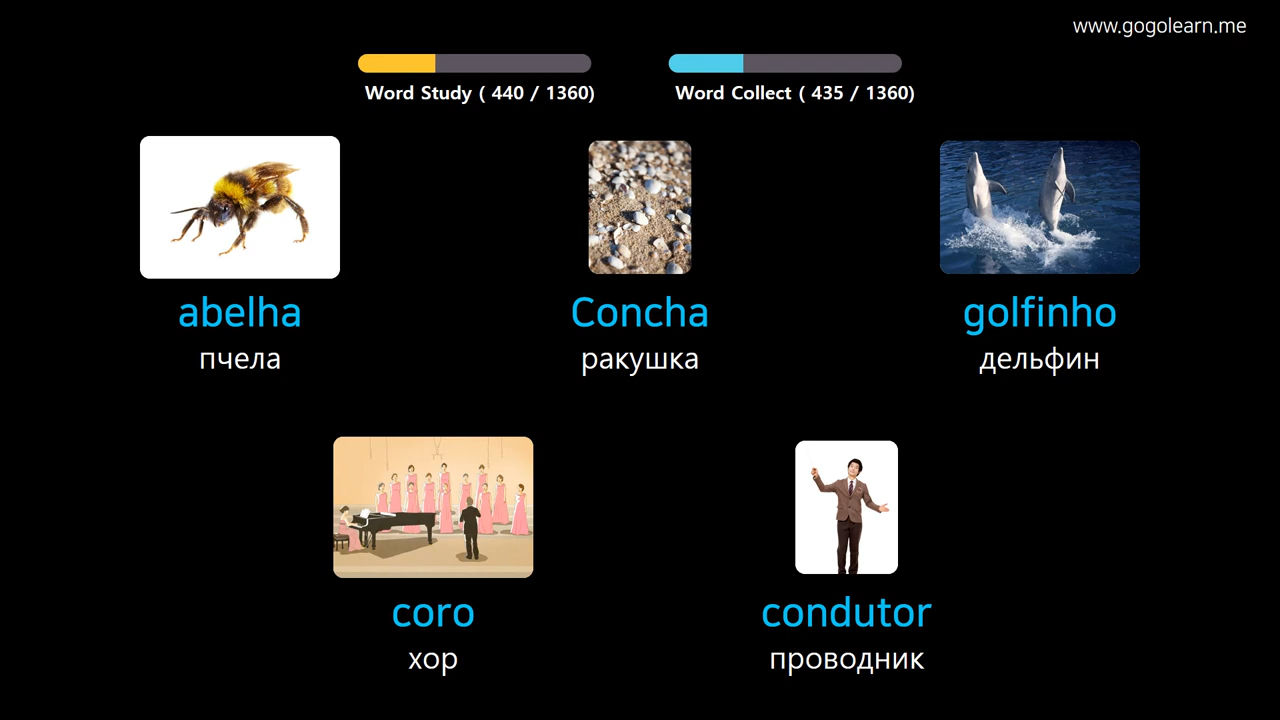 www.gogolearn.me
Word Study ( 440 / 1360)
Word Collect ( 435 / 1360)
abelha
пчела
Concha
ракушка
golfinho
дельфин
coro
хор
condutor
проводник